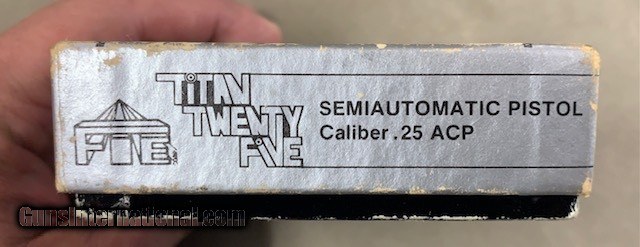 FIE
TITAN
TWENTY
FIVE
SEMIAUTOMATIC PISTOL
Caliber .25 ACP
GunsInternational.com